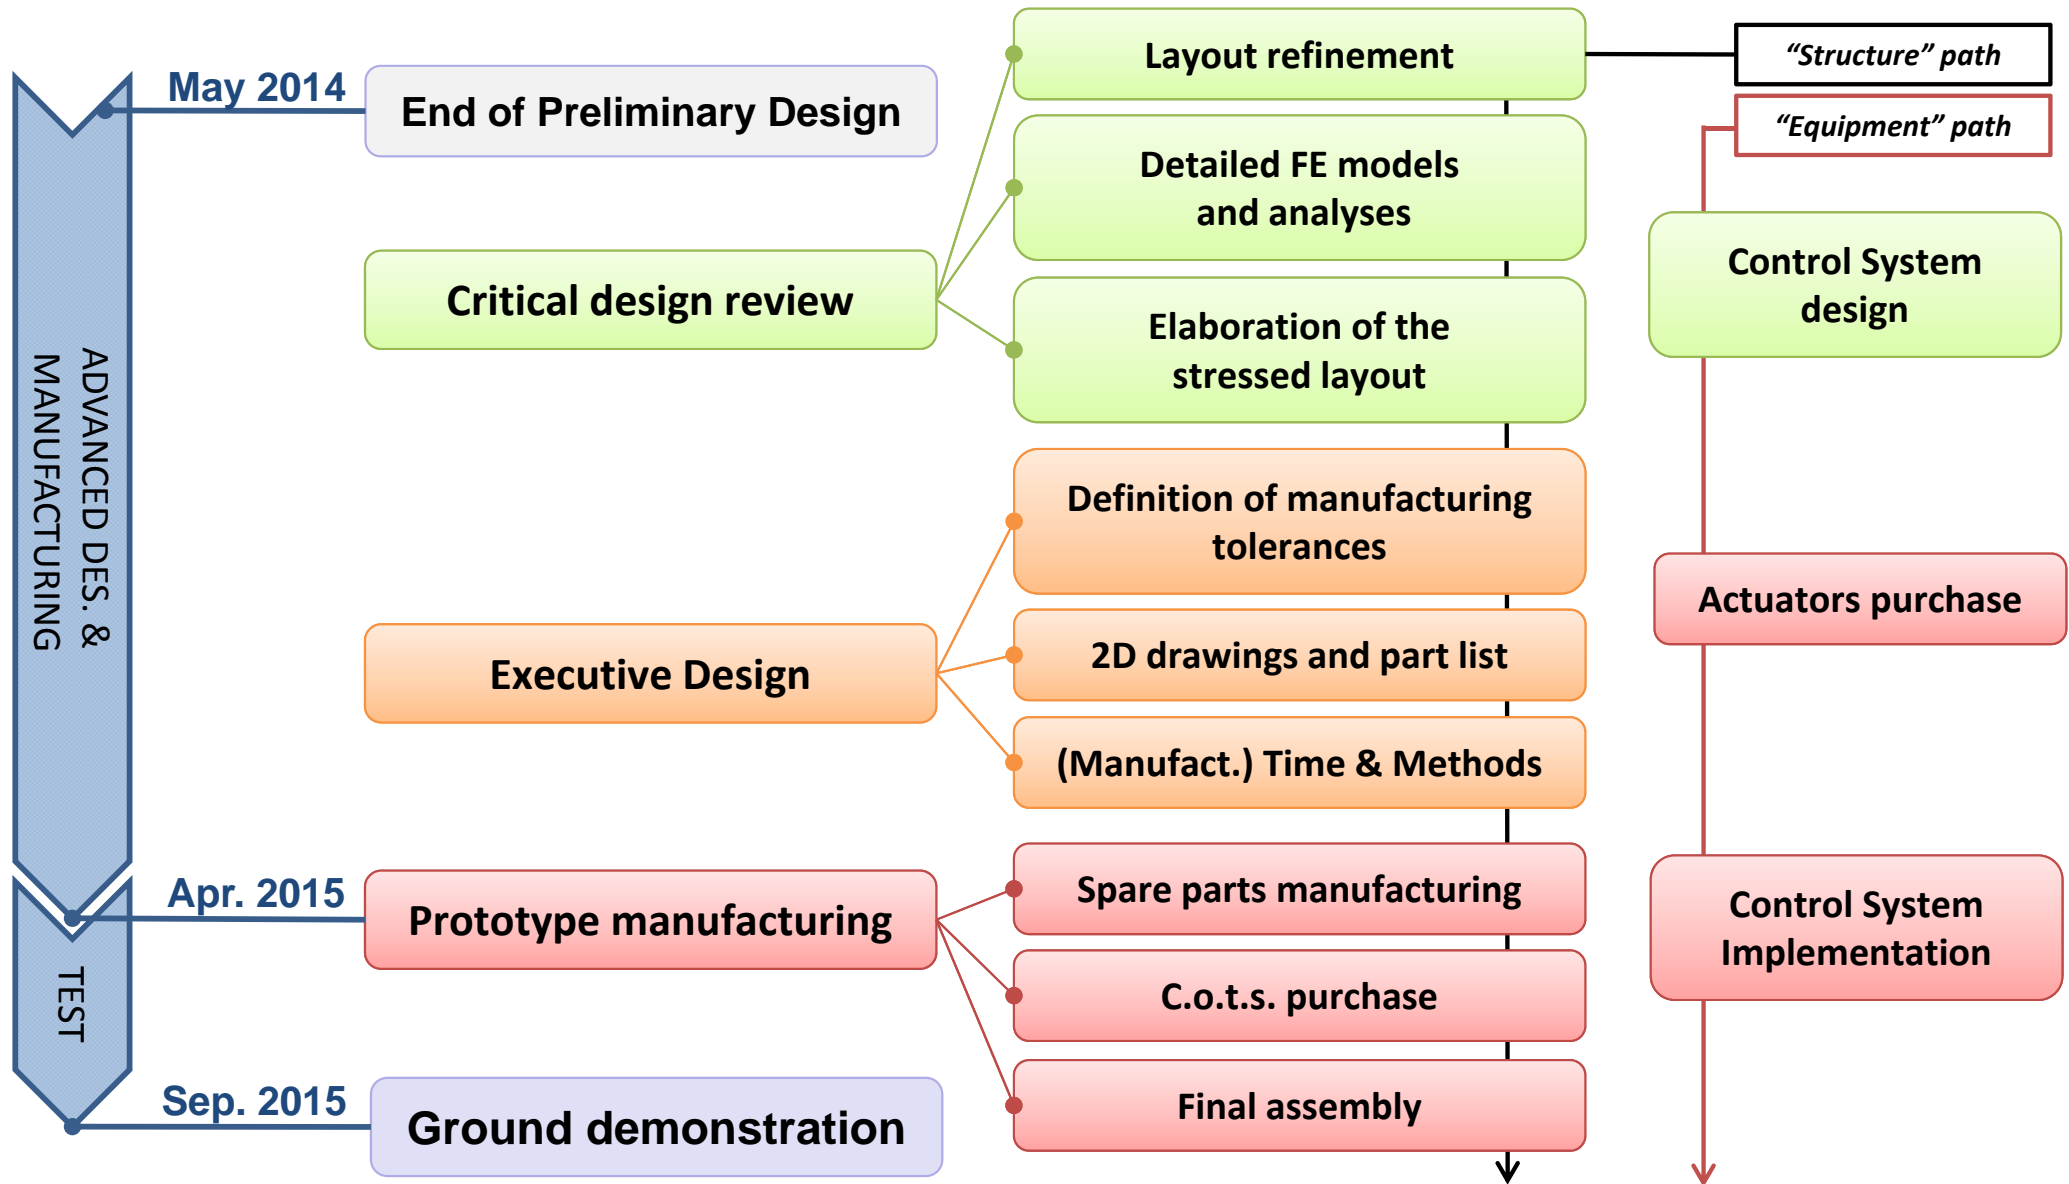 May 2014
End of Preliminary Design
Critical design review
Layout refinement
Detailed FE models
and analyses
Elaboration of the
stressed layout
"Structure" path
"Equipment" path
Control System
design
ADVANCED DES. &
MANUFACTURING
Executive Design
Definition of manufacturing
tolerances
2D drawings and part list
(Manufact.) Time & Methods
Actuators purchase
Apr. 2015
Prototype manufacturing
Spare parts manufacturing
C.o.t.s. purchase
Final assembly
Control System
Implementation
TEST
Sep. 2015
Ground demonstration